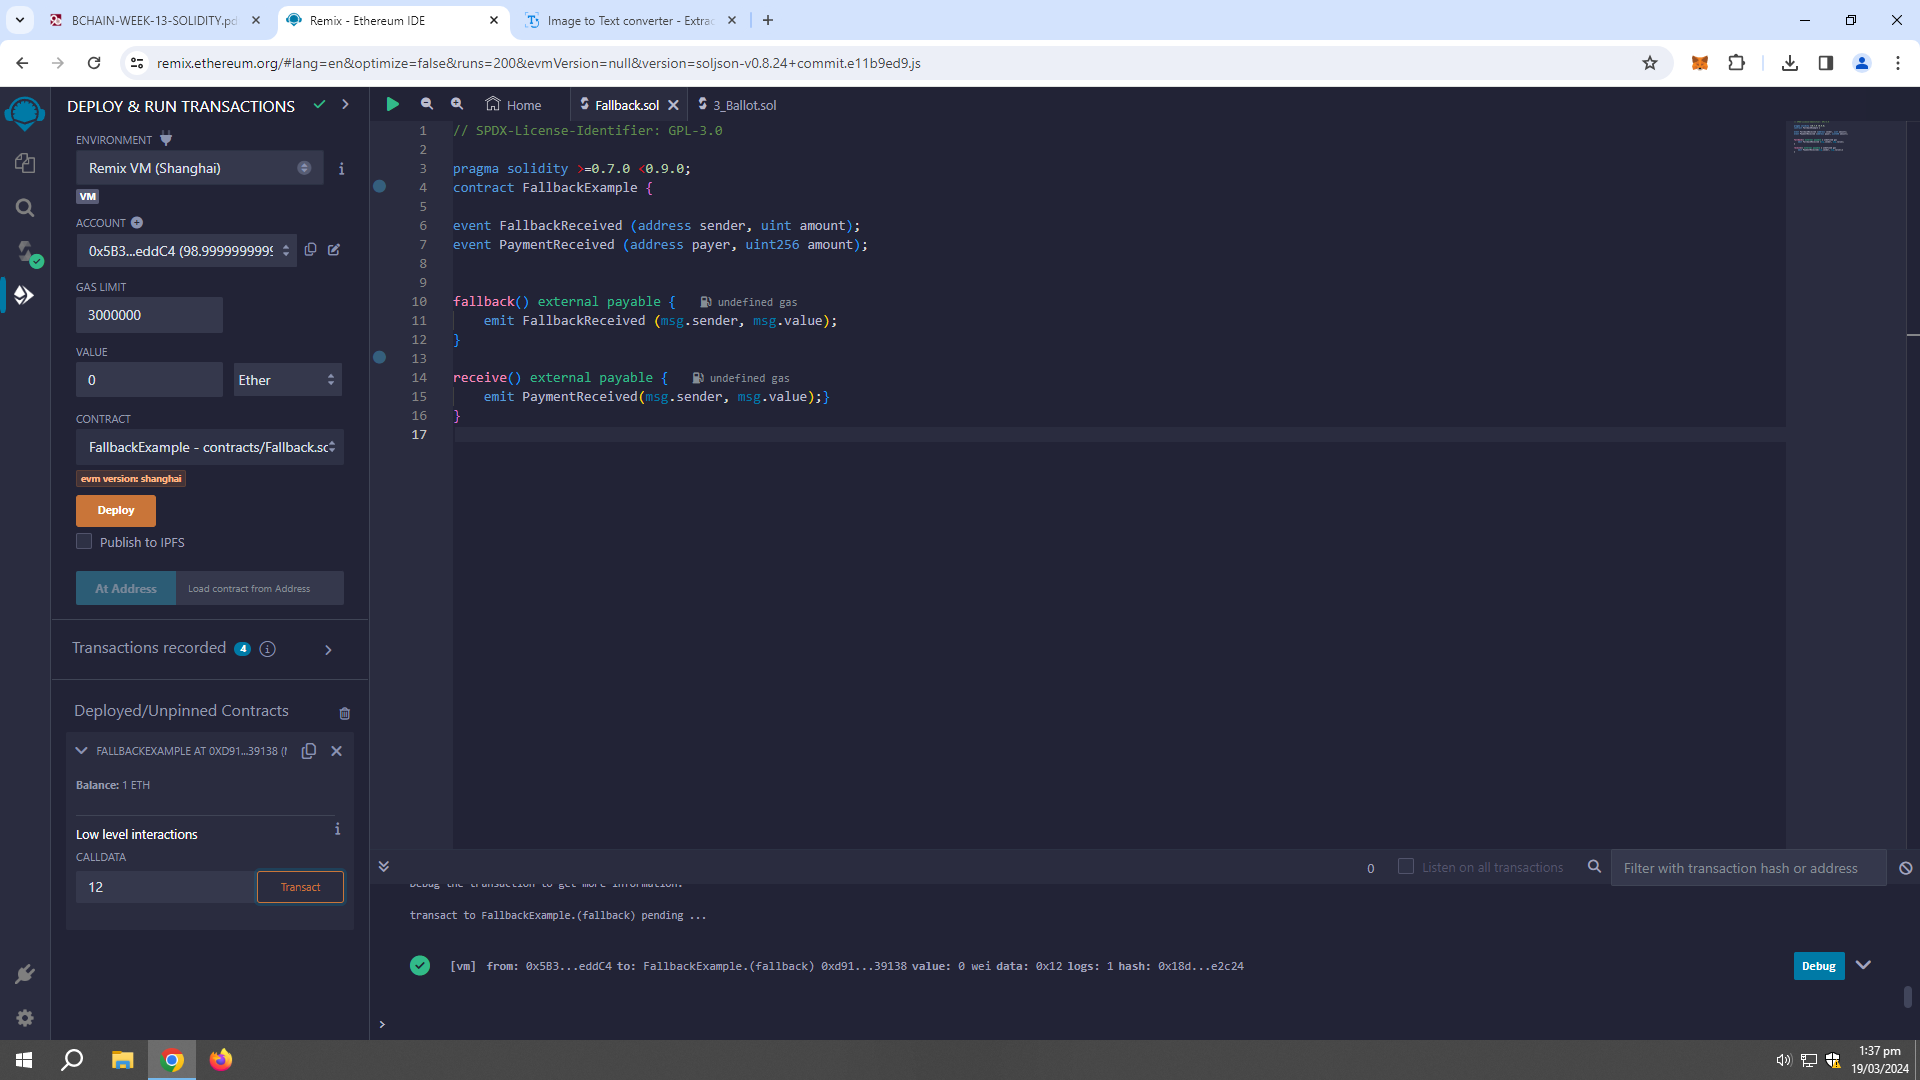 BCHAIN-WEEK-13-SOLIDITY.pd
Remix - Ethereum IDE
Image to Text converter - Extrac
remix.ethereum.org/#lang=en&optimize=false&runs=200&evmVersion=null&version=soljson-v0.8.24+commit.e11b9ed9.js
DEPLOY & RUN TRANSACTIONS
ENVIRONMENT
Remix VM (Shanghai)
VM
ACCOUNT
0x5B3...eddC4 (98.9999999999
GAS LIMIT
3000000
VALUE
0
Ether
CONTRACT
FallbackExample - contracts/Fallback.sc
evm version: shanghai
Deploy
Publish to IPFS
At Address
Load contract from Address
Transactions recorded 4
Deployed/Unpinned Contracts
FALLBACKEXAMPLE AT 0XD91...39138 (M
Balance: 1 ETH
Low level interactions
CALLDATA
12
Transact
Home
Fallback.sol
3_Ballot.sol
1 // SPDX-License-Identifier: GPL-3.0
2
3 pragma solidity >=0.7.0 <0.9.0;
4 contract FallbackExample {
5
6 event FallbackReceived (address sender, uint amount);
7 event PaymentReceived (address payer, uint256 amount);
8
9
10 fallback() external payable { undefined gas
11 emit FallbackReceived (msg.sender, msg.value);
12 }
13
14 receive() external payable { undefined gas
15 emit PaymentReceived(msg.sender, msg.value);}
16 }
17
0
Listen on all transactions
Filter with transaction hash or address
Debug the transaction to get more information.
transact to FallbackExample.(fallback) pending ...
[vm] from: 0x5B3...eddC4 to: FallbackExample.(fallback) 0xd91...39138 value: 0 wei data: 0x12 logs: 1 hash: 0x18d...e2c24
Debug
>
1:37 pm
19/03/2024